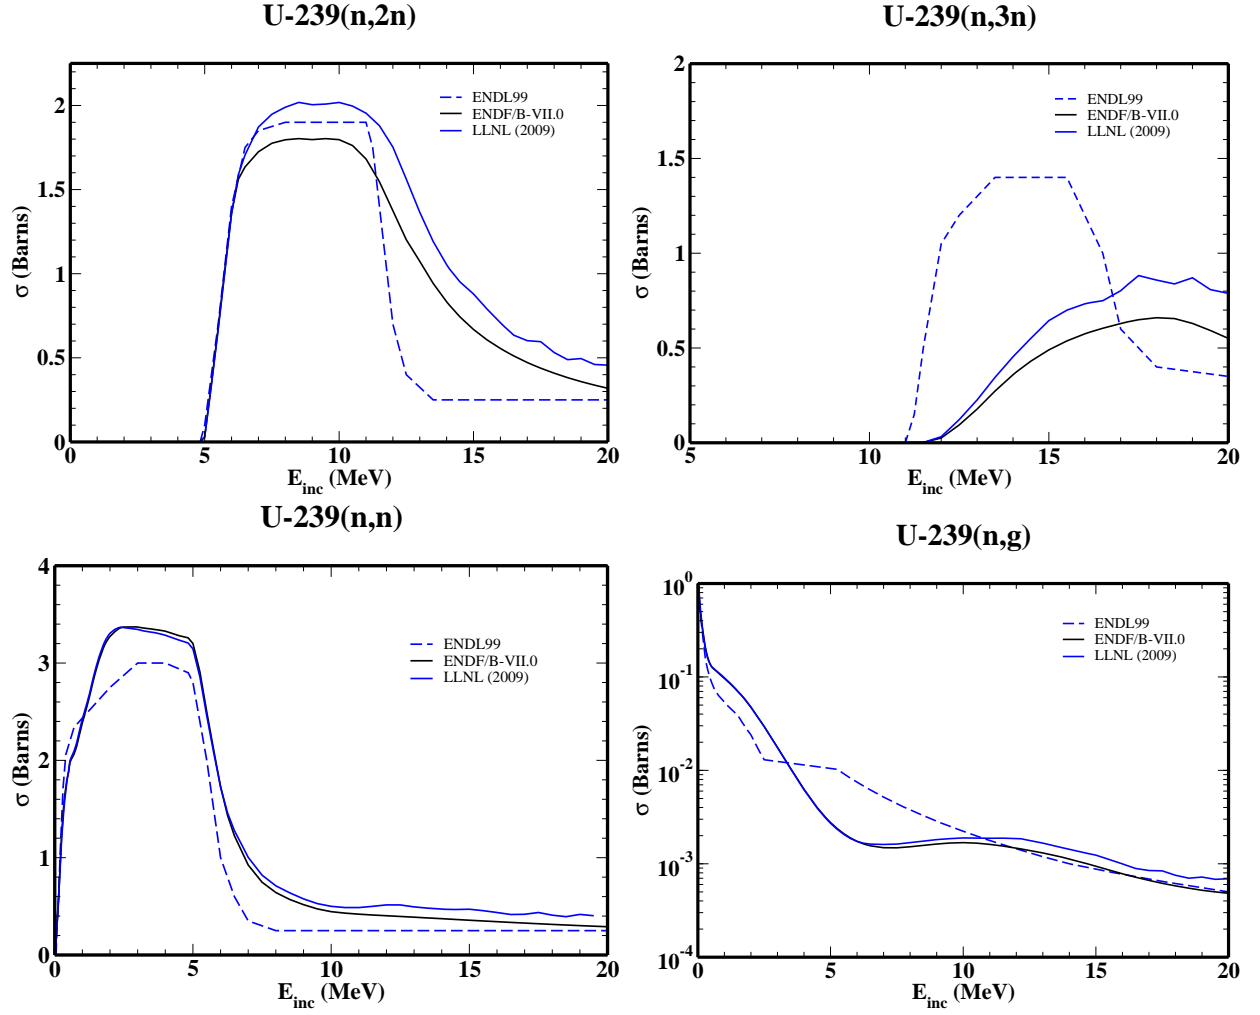 U-239(n,2n)
2
1.5
1
0.5
0
σ (Barns)
ENDL99
ENDF/B-VII.0
LLNL (2009)
0 5 10 15 20
E_inc (MeV)
U-239(n,3n)
2
1.5
1
0.5
0
σ (Barns)
ENDL99
ENDF/B-VII.0
LLNL (2009)
5 10 15 20
E_inc (MeV)
U-239(n,n)
4
3
2
1
0
σ (Barns)
ENDL99
ENDF/B-VII.0
LLNL (2009)
0 5 10 15 20
E_inc (MeV)
U-239(n,g)
10^0
10^-1
10^-2
10^-3
10^-4
σ (Barns)
ENDL99
ENDF/B-VII.0
LLNL (2009)
0 5 10 15 20
E_inc (MeV)